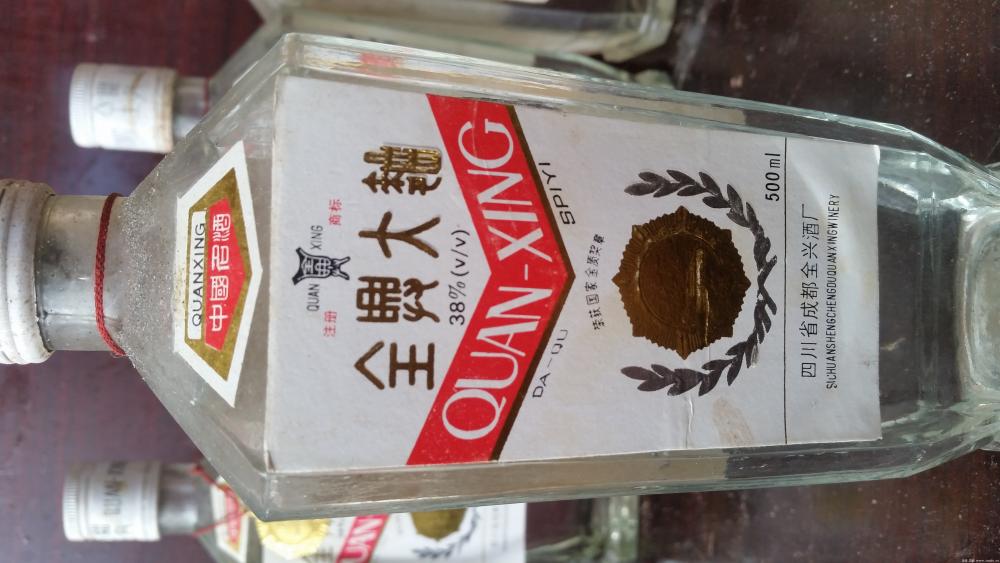 QUANXING
中國名酒
QUAN XING
注册 商标
全興大麯
38%(v/v)
QUAN-XING
DA-QU SPIYI
荣获国家金质奖章
500ml
四川省成都全兴酒厂
SICHUANSHENGCHENGDUQUANXINGWINERY